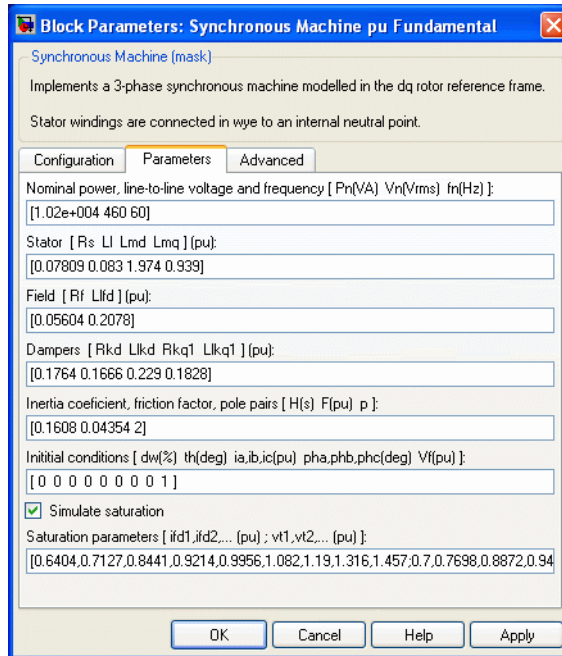 Block Parameters: Synchronous Machine pu Fundamental
Synchronous Machine (mask)
Implements a 3-phase synchronous machine modelled in the dq rotor reference frame.
Stator windings are connected in wye to an internal neutral point.
Configuration Parameters Advanced
Nominal power, line-to-line voltage and frequency [ Pn(VA) Vn(Vrms) fn(Hz) ]:
[1.02e+004 460 60]
Stator [ Rs Ll Lmd Lmq ] (pu):
[0.07809 0.083 1.974 0.939]
Field [ Rf Llfd ] (pu):
[0.05604 0.2078]
Dampers [ Rkd Llkd Rkq1 Llkq1 ] (pu):
[0.1764 0.1666 0.229 0.1828]
Inertia coeficient, friction factor, pole pairs [ H(s) F(pu) p ]:
[0.1608 0.04354 2]
Inititial conditions [ dw(%) th(deg) ia,ib,ic(pu) pha,phb,phc(deg) Vf(pu) ]:
[ 0 0 0 0 0 0 0 0 1 ]
Simulate saturation
Saturation parameters [ ifd1,ifd2,... (pu) ; vt1,vt2,... (pu) ]:
[0.6404,0.7127,0.8441,0.9214,0.9956,1.082,1.19,1.316,1.457;0.7,0.7698,0.8872,0.94
OK Cancel Help Apply